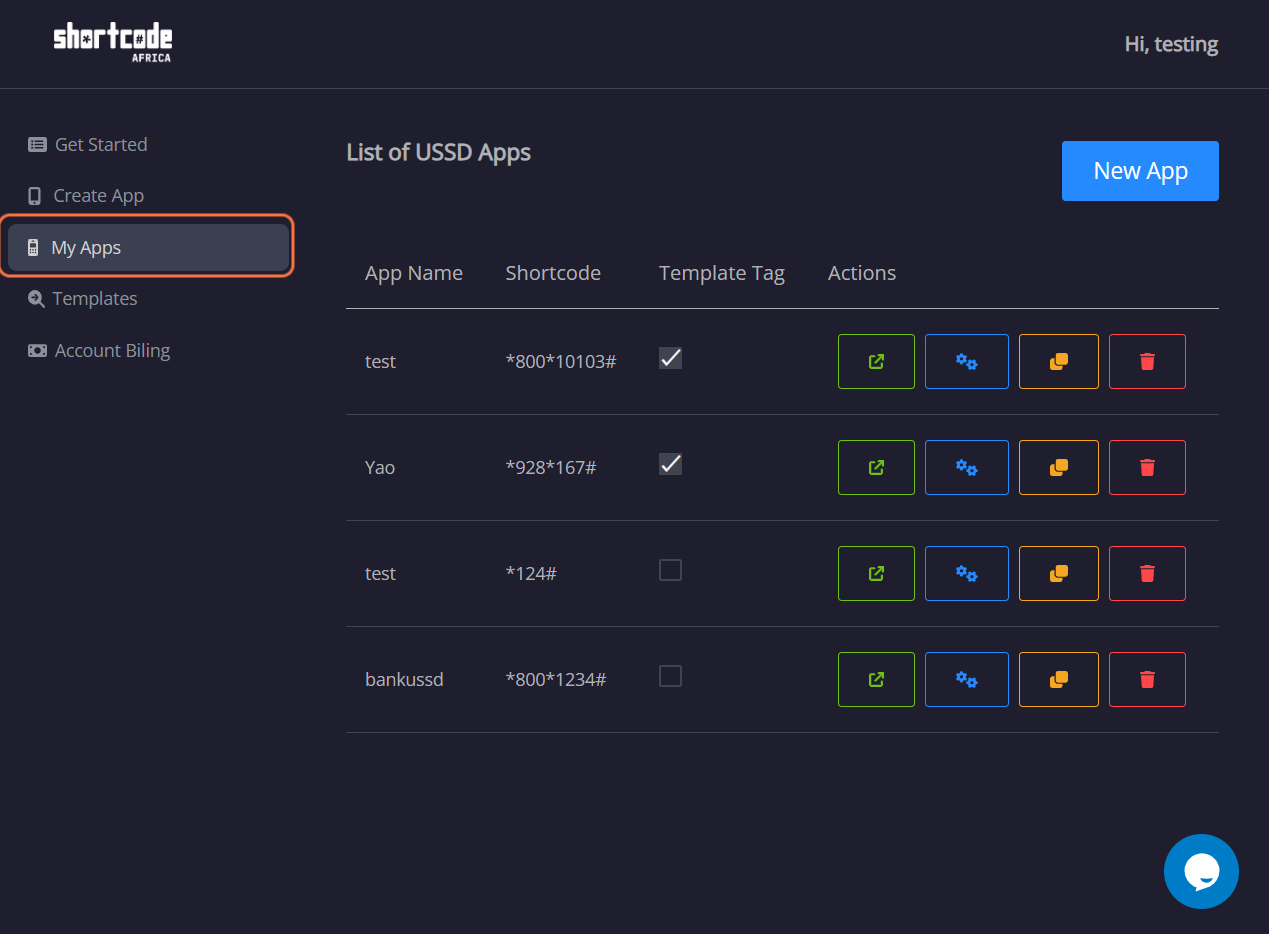 shortcode
AFRICA
Hi, testing
Get Started
Create App
My Apps
Templates
Account Biling
List of USSD Apps
New App
App Name Shortcode Template Tag Actions
test *800*10103#
Yao *928*167#
test *124#
bankussd *800*1234#